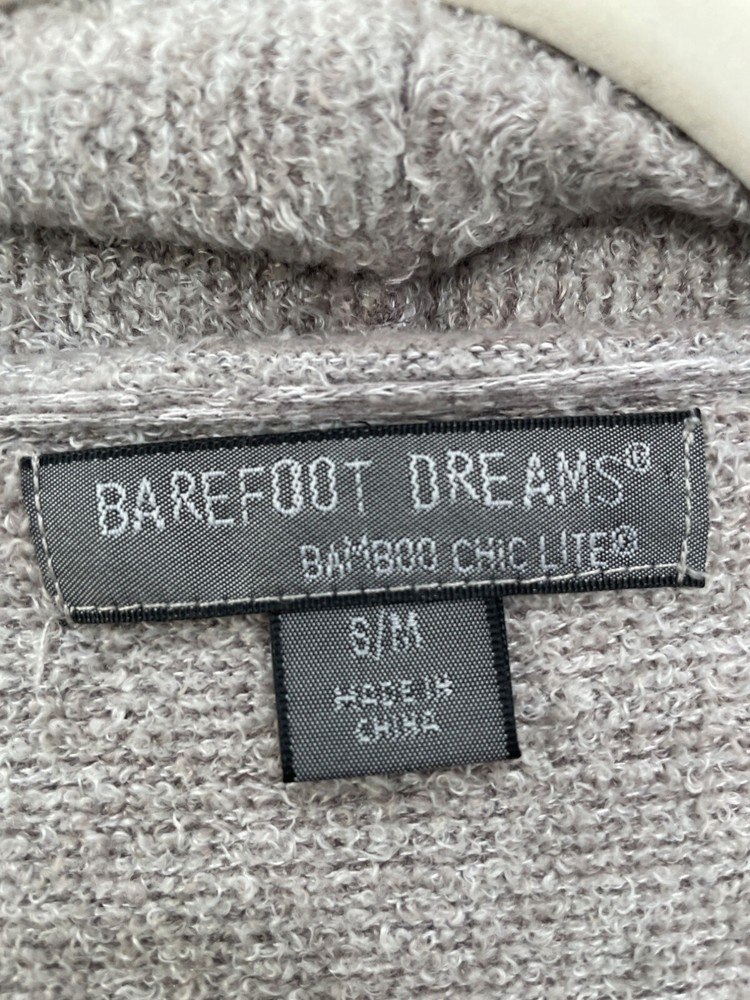 BAREFOOT DREAMS®
BAMBOO CHIC LITE®
S/M
MADE IN
CHINA